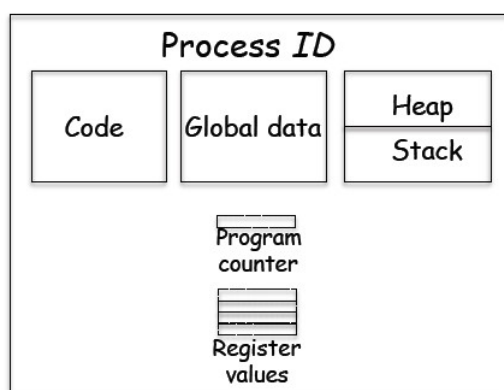 Process ID
Code
Global data
Heap
Stack
Program
counter
Register
values